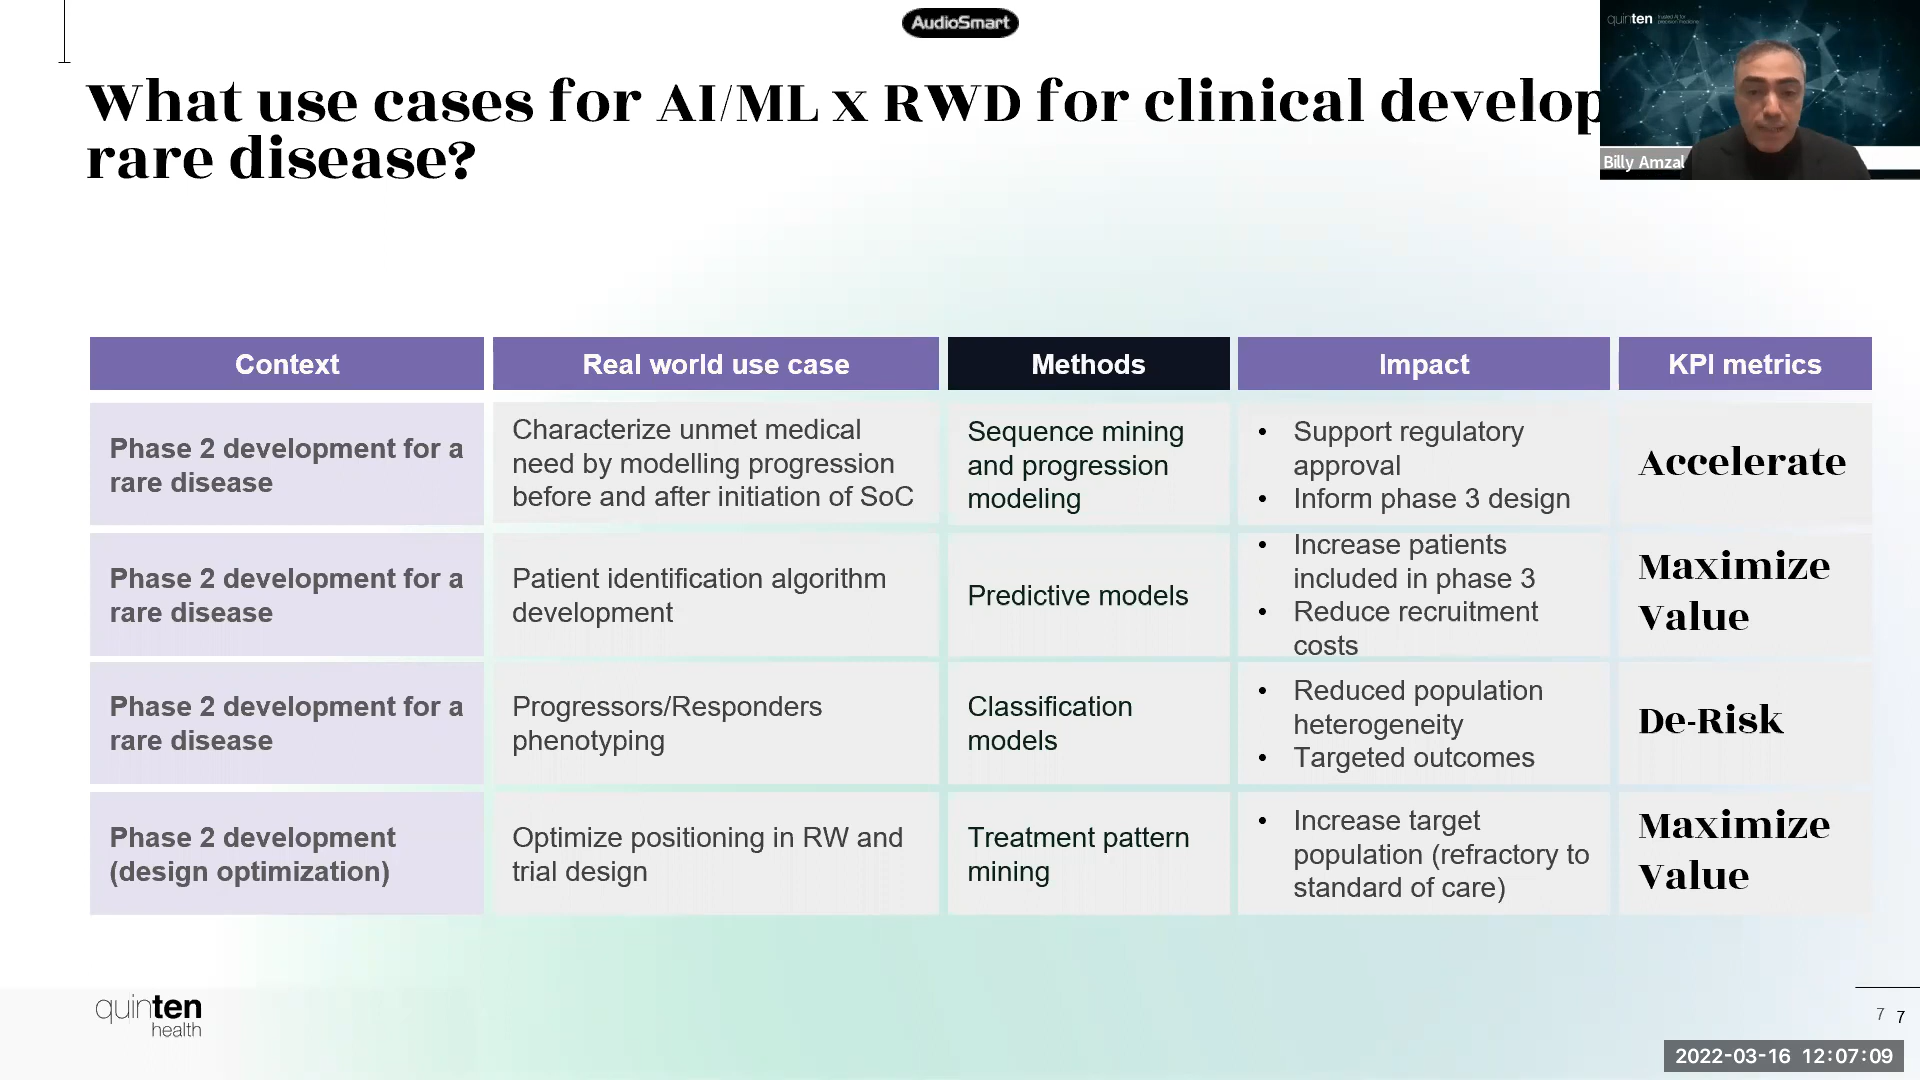 AudioSmart
quinten
What use cases for AI/ML x RWD for clinical develop
rare disease?
Billy Amzal
Context
Real world use case
Methods
Impact
KPI metrics
Phase 2 development for a
rare disease
Characterize unmet medical
need by modelling progression
before and after initiation of SoC
Sequence mining
and progression
modeling
• Support regulatory
approval
• Inform phase 3 design
Accelerate
Phase 2 development for a
rare disease
Patient identification algorithm
development
Predictive models
• Increase patients
included in phase 3
• Reduce recruitment
costs
Maximize
Value
Phase 2 development for a
rare disease
Progressors/Responders
phenotyping
Classification
models
• Reduced population
heterogeneity
• Targeted outcomes
De-Risk
Phase 2 development
(design optimization)
Optimize positioning in RW and
trial design
Treatment pattern
mining
• Increase target
population (refractory to
standard of care)
Maximize
Value
quinten
health
7 7
2022-03-16 12:07:09